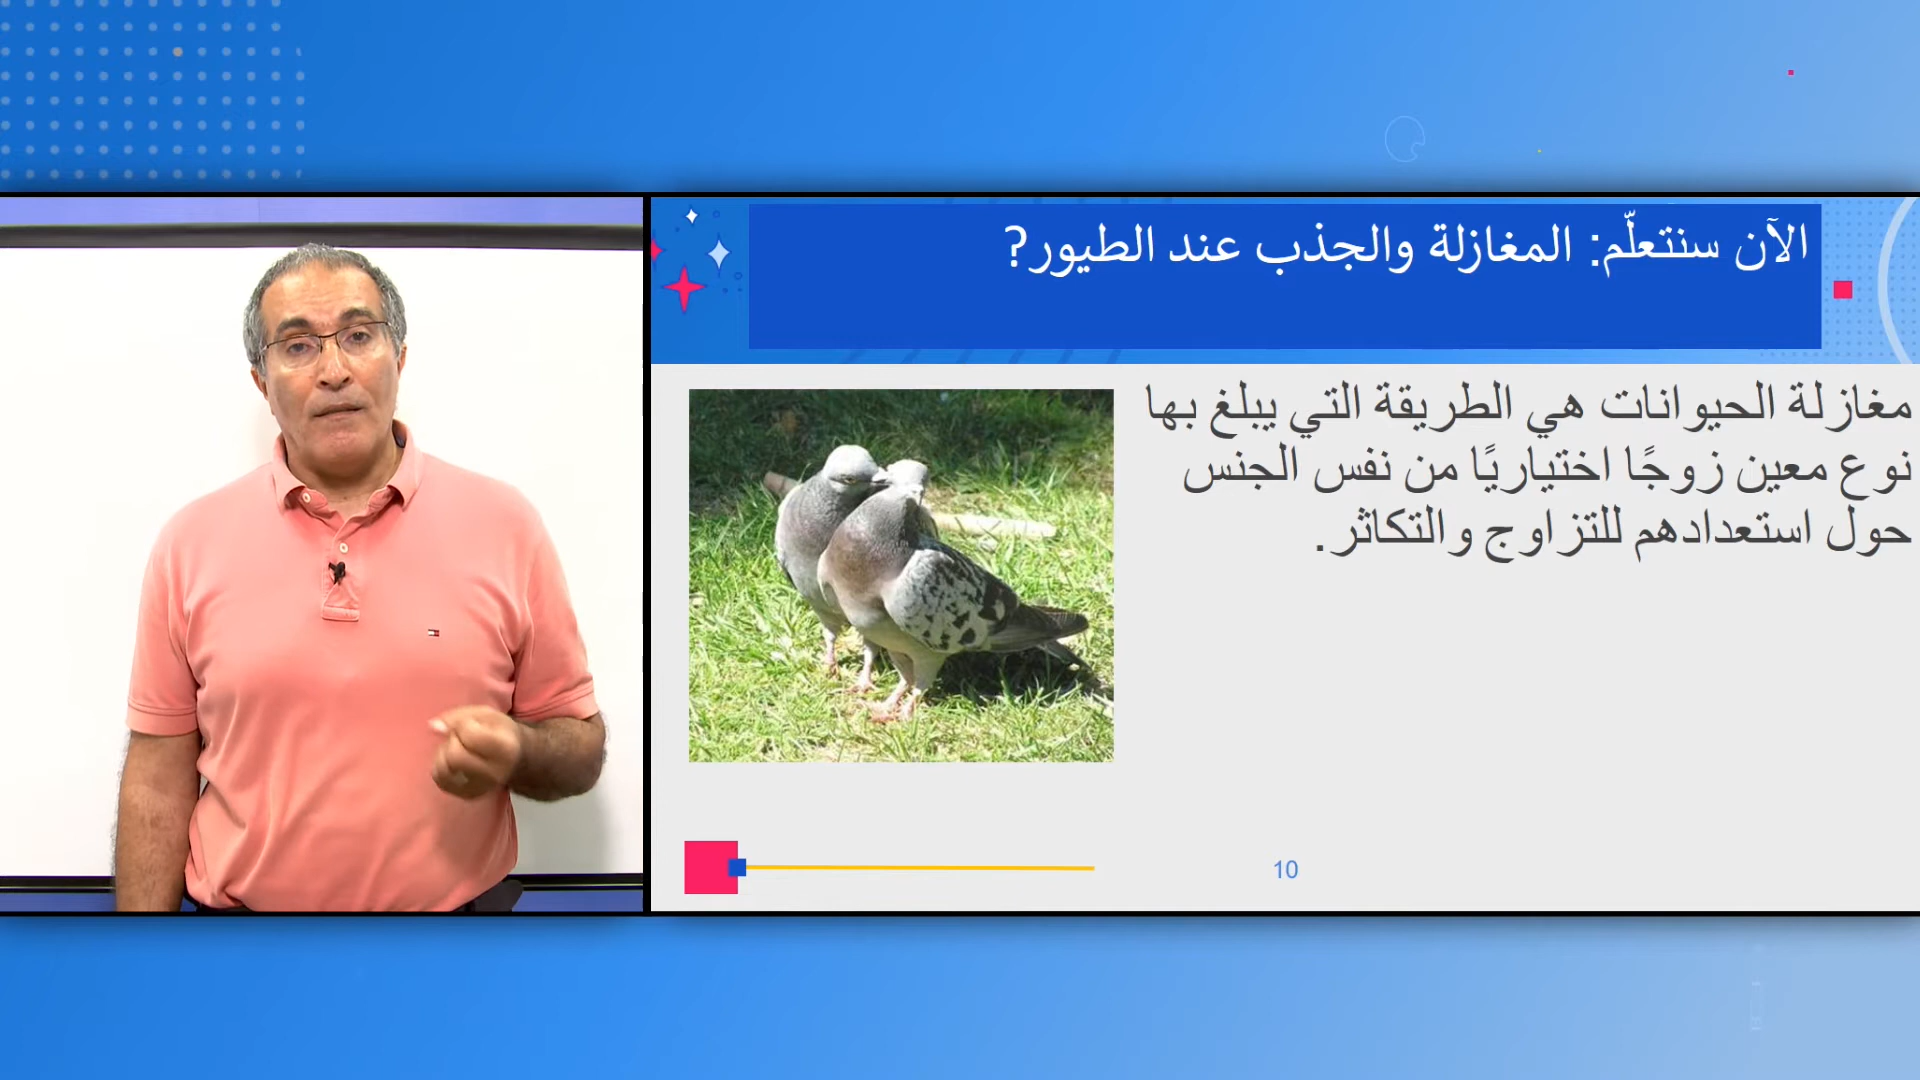 الآن سنتعلّم: المغازلة والجذب عند الطيور?
مغازلة الحيوانات هي الطريقة التي يبلغ بها
نوع معين زوجًا اختياريًا من نفس الجنس
حول استعدادهم للتزاوج والتكاثر.
10